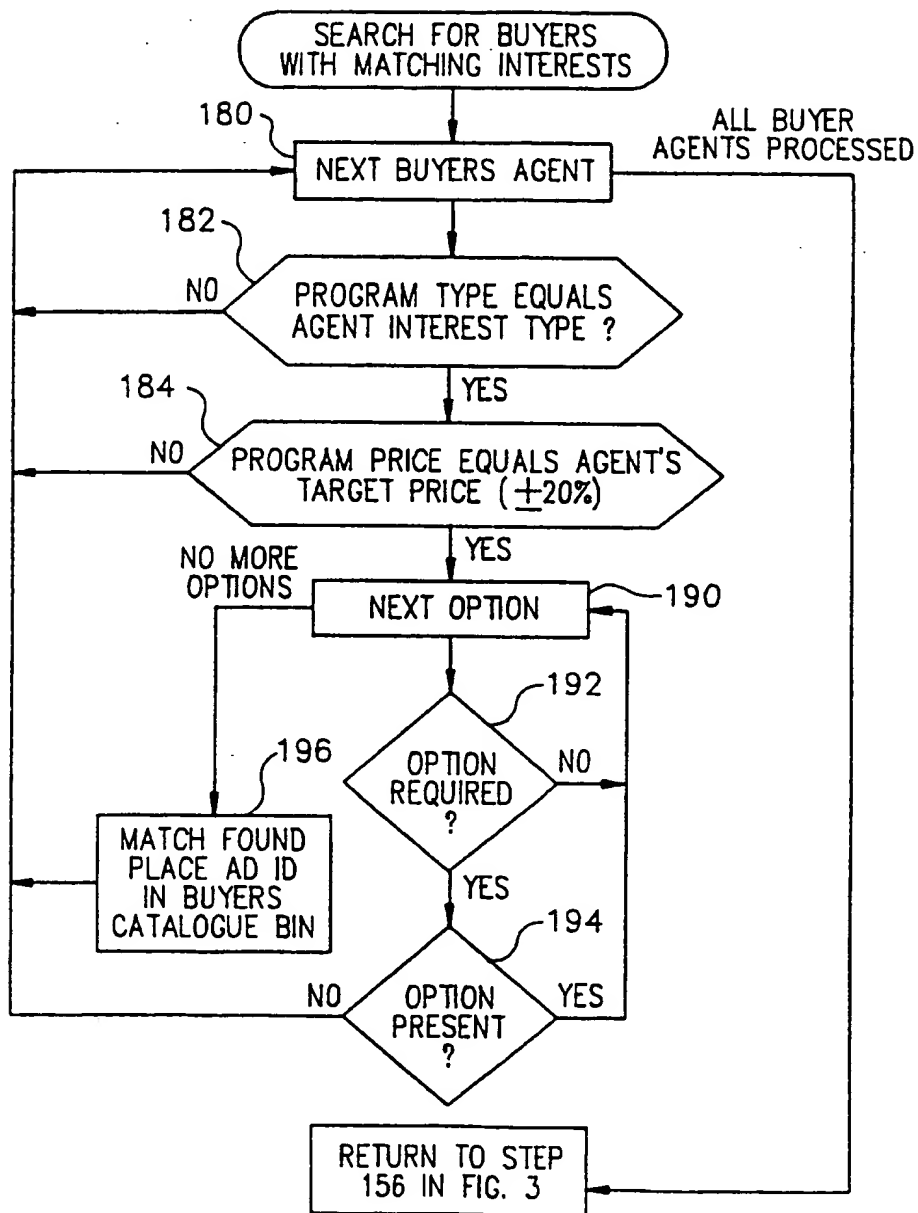 SEARCH FOR BUYERS
WITH MATCHING INTERESTS
180
ALL BUYER
AGENTS PROCESSED
NEXT BUYERS AGENT
182
NO
PROGRAM TYPE EQUALS
AGENT INTEREST TYPE ?
YES
184
NO
PROGRAM PRICE EQUALS AGENT'S
TARGET PRICE (±20%)
YES
NO MORE
OPTIONS
NEXT OPTION
190
192
OPTION
REQUIRED
?
NO
196
MATCH FOUND
PLACE AD ID
IN BUYERS
CATALOGUE BIN
YES
194
NO
OPTION
PRESENT
?
YES
RETURN TO STEP
156 IN FIG. 3